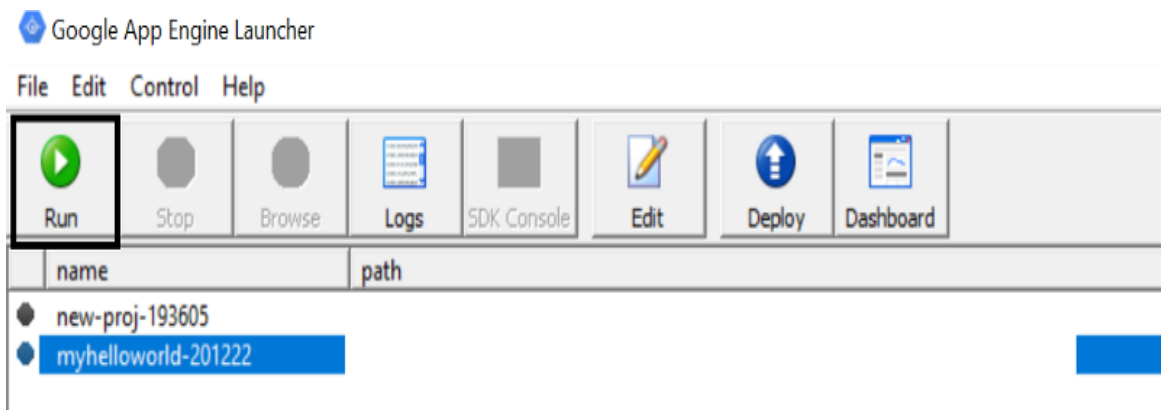 Google App Engine Launcher
File Edit Control Help
Run Stop Browse Logs SDK Console Edit Deploy Dashboard
name path
new-proj-193605
myhelloworld-201222